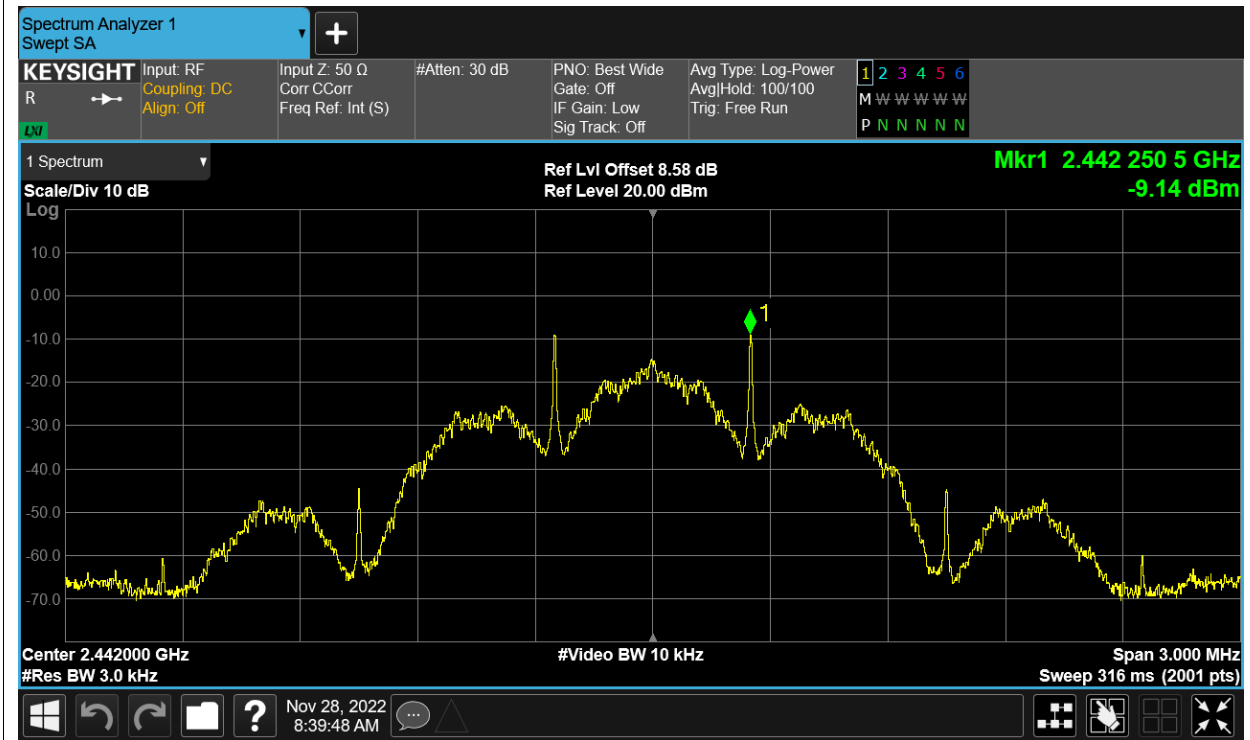 Spectrum Analyzer 1
Swept SA
+
KEYSIGHT
R
LXI
Input: RF
Coupling: DC
Align: Off
Input Z: 50 Ω
Corr CCorr
Freq Ref: Int (S)
#Atten: 30 dB
PNO: Best Wide
Gate: Off
IF Gain: Low
Sig Track: Off
Avg Type: Log-Power
Avg|Hold: 100/100
Trig: Free Run
1 2 3 4 5 6
M W W W W W
P N N N N N
1 Spectrum
Scale/Div 10 dB
Log
Ref Lvl Offset 8.58 dB
Ref Level 20.00 dBm
Mkr1 2.442 250 5 GHz
-9.14 dBm
10.0
0.00
-10.0
-20.0
-30.0
-40.0
-50.0
-60.0
-70.0
1
Center 2.442000 GHz
#Res BW 3.0 kHz
#Video BW 10 kHz
Span 3.000 MHz
Sweep 316 ms (2001 pts)
?
Nov 28, 2022
8:39:48 AM